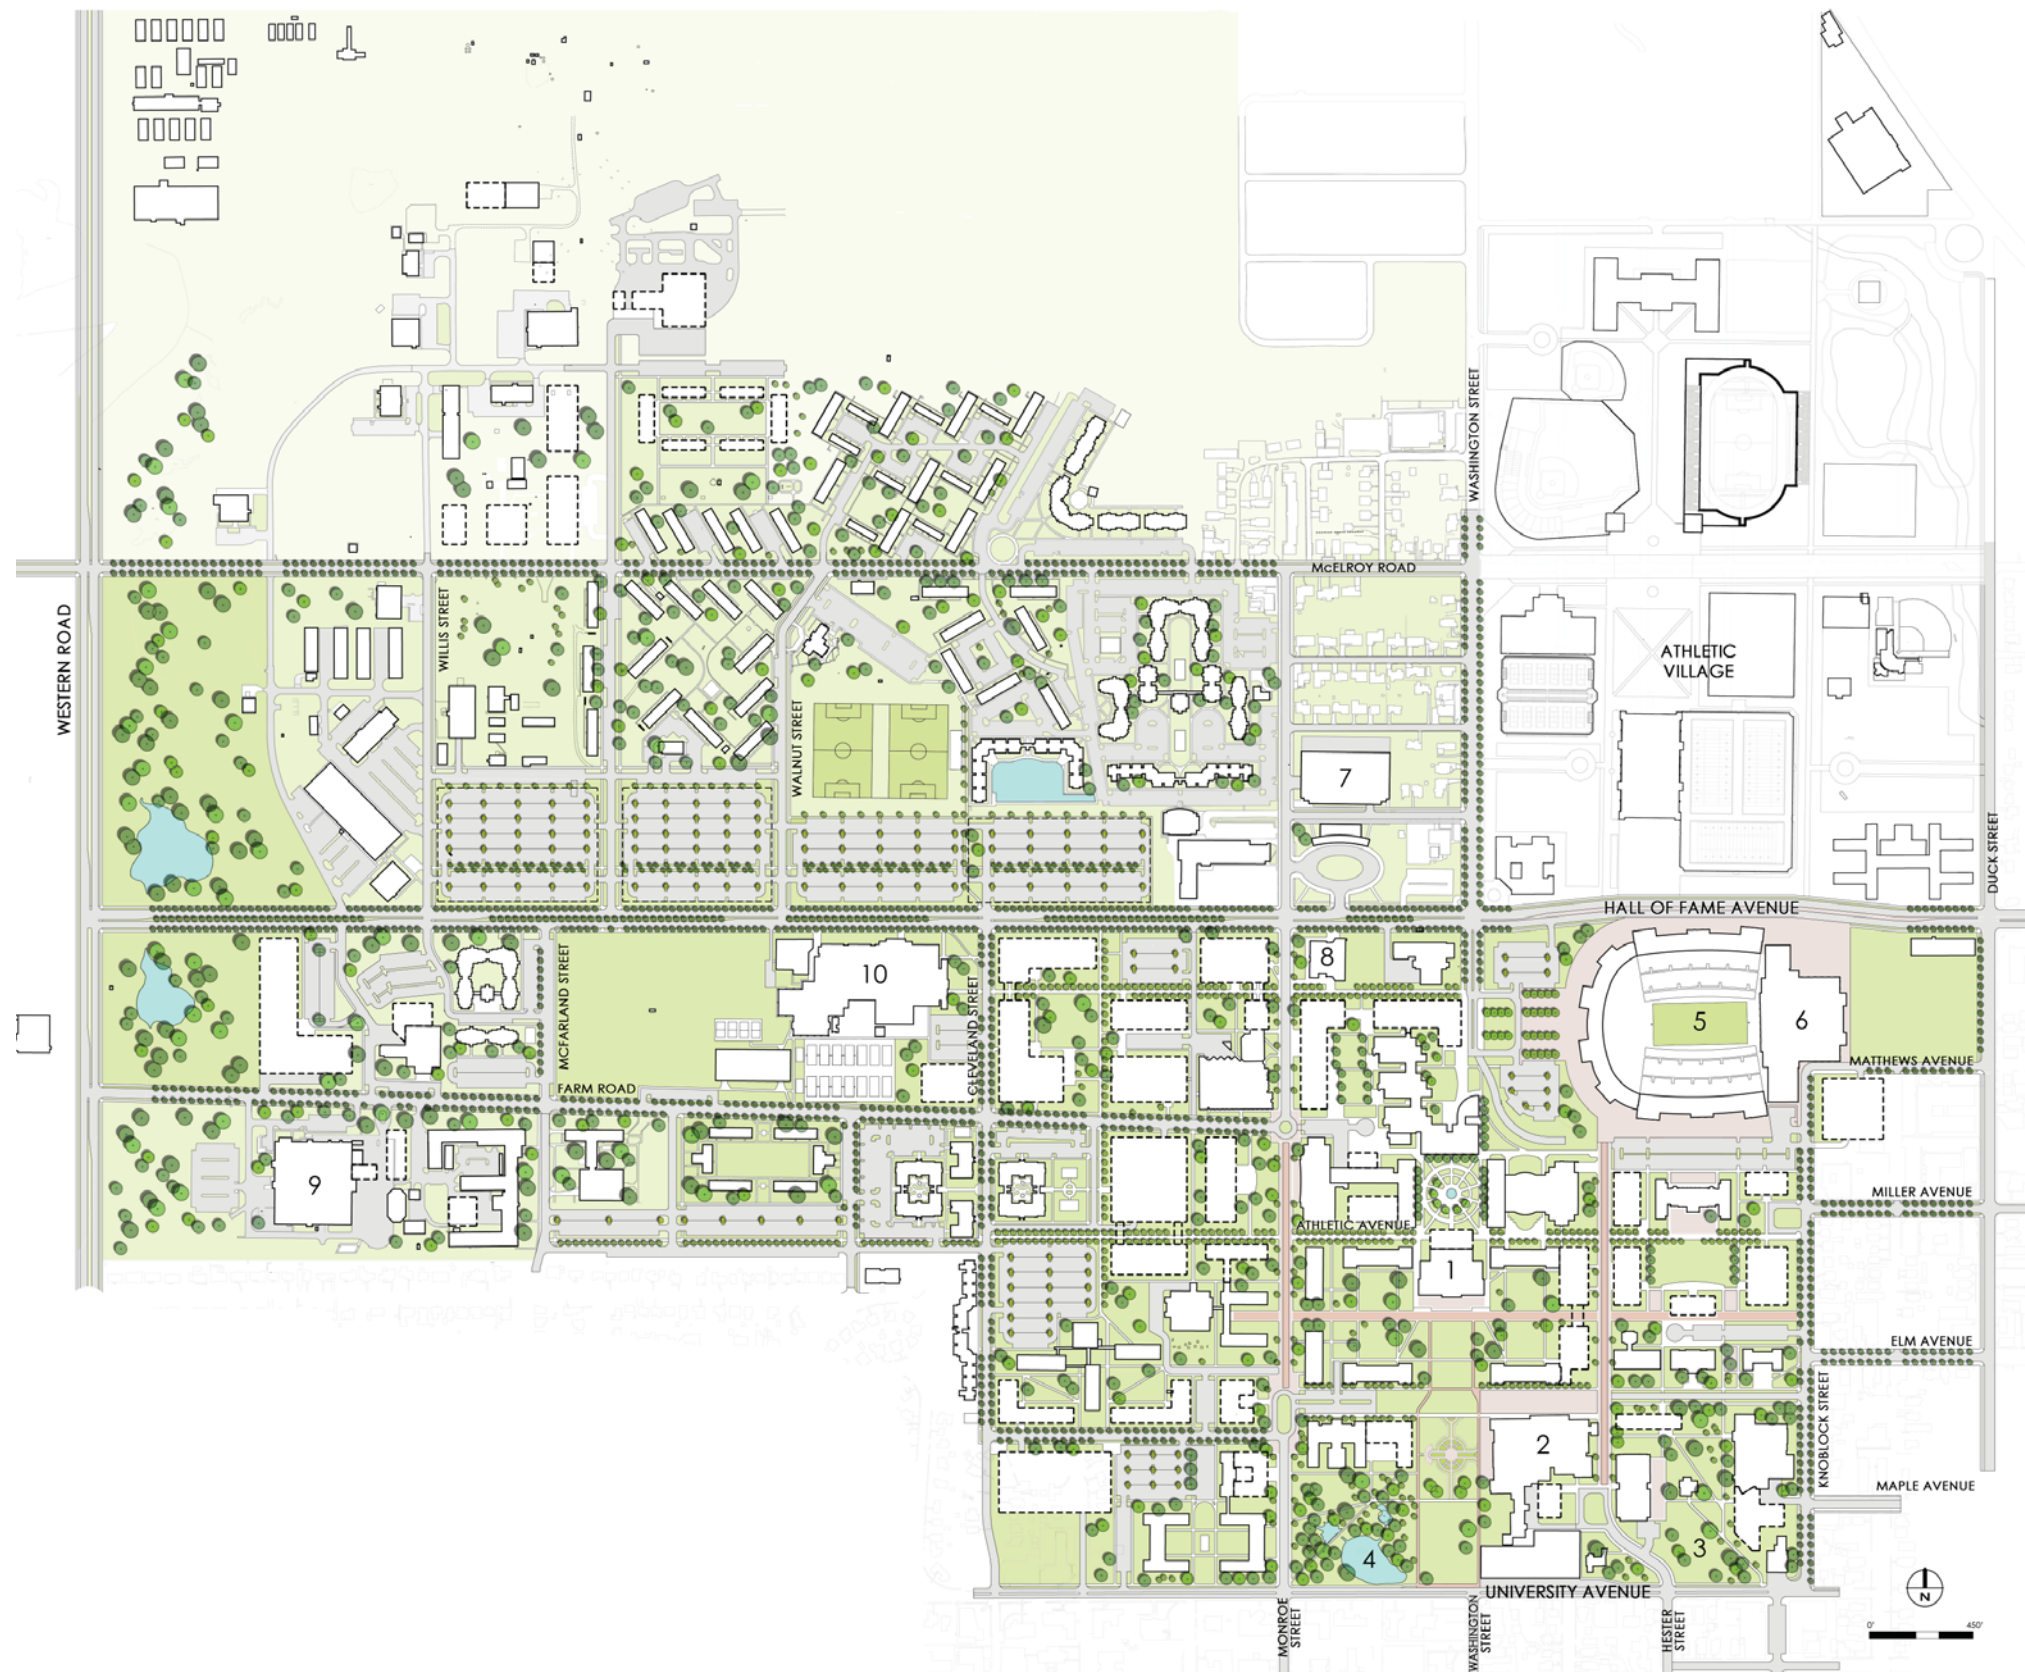 WASHINGTON STREET
McELROY ROAD
WILLIS STREET
WESTERN ROAD
ATHLETIC
VILLAGE
WALNUT STREET
7
DUCK STREET
HALL OF FAME AVENUE
MCFARLAND STREET
10
8
CLEVELAND STREET
5
6
MATTHEWS AVENUE
FARM ROAD
9
MILLER AVENUE
ATHLETIC AVENUE
1
ELM AVENUE
KNOBLOCK STREET
2
MAPLE AVENUE
3
4
UNIVERSITY AVENUE
MONROE
STREET
WASHINGTON
STREET
HESTER
STREET
N
0'
450'